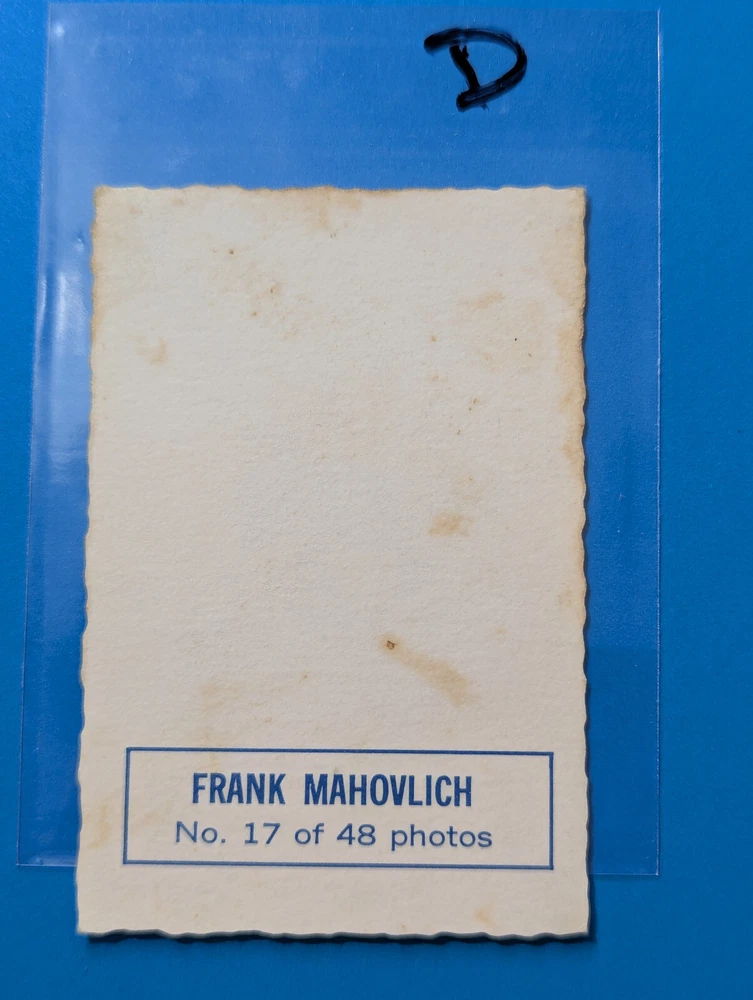 D
FRANK MAHOVLICH
No. 17 of 48 photos